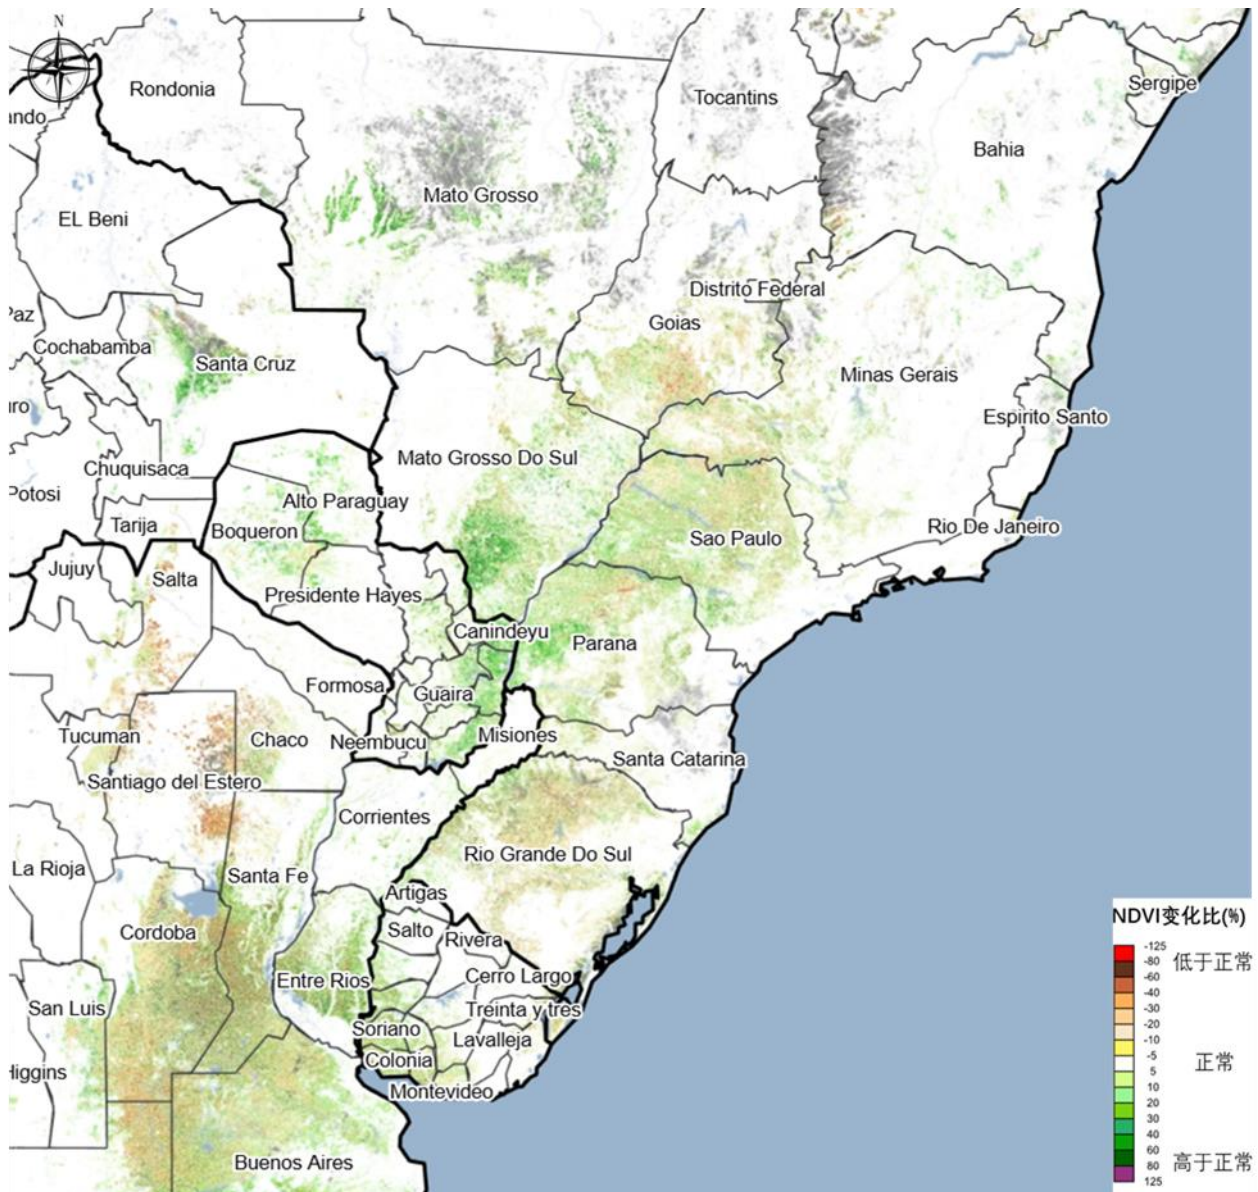 N
Rondonia
Tocantins
Sergipe
ando
Bahia
Mato Grosso
EL Beni
Distrito Federal
Paz
Goias
Cochabamba
Santa Cruz
Minas Gerais
uro
Espirito Santo
Mato Grosso Do Sul
Chuquisaca
Potosi
Alto Paraguay
Tarija
Boqueron
Rio De Janeiro
Sao Paulo
Jujuy
Salta
Presidente Hayes
Canindeyu
Parana
Formosa
Guaira
Tucuman
Chaco
Neembucu
Misiones
Santa Catarina
Santiago del Estero
Corrientes
Rio Grande Do Sul
La Rioja
Santa Fe
Artigas
Cordoba
Salto
Rivera
Entre Rios
Cerro Largo
San Luis
Treinta y tres
Soriano
Lavalleja
Colonia
Higgins
Montevideo
Buenos Aires
NDVI变化比(%)
-125
低于正常
-80
-60
-40
-30
-20
-10
-5
正常
5
10
20
30
40
60
高于正常
80
125